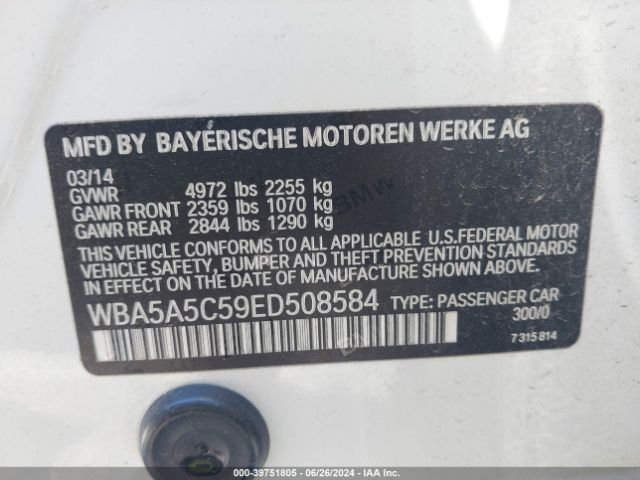 MFD BY BAYERISCHE MOTOREN WERKE AG
03/14
GVWR 4972 lbs 2255 kg
GAWR FRONT 2359 lbs 1070 kg
GAWR REAR 2844 lbs 1290 kg
THIS VEHICLE CONFORMS TO ALL APPLICABLE U.S.FEDERAL MOTOR
VEHICLE SAFETY, BUMPER AND THEFT PREVENTION STANDARDS
IN EFFECT ON THE DATE OF MANUFACTURE SHOWN ABOVE.
WBA5A5C59ED508584 TYPE: PASSENGER CAR
300/0
7315814
BMW
000-39751805 - 06/26/2024 - IAA Inc.